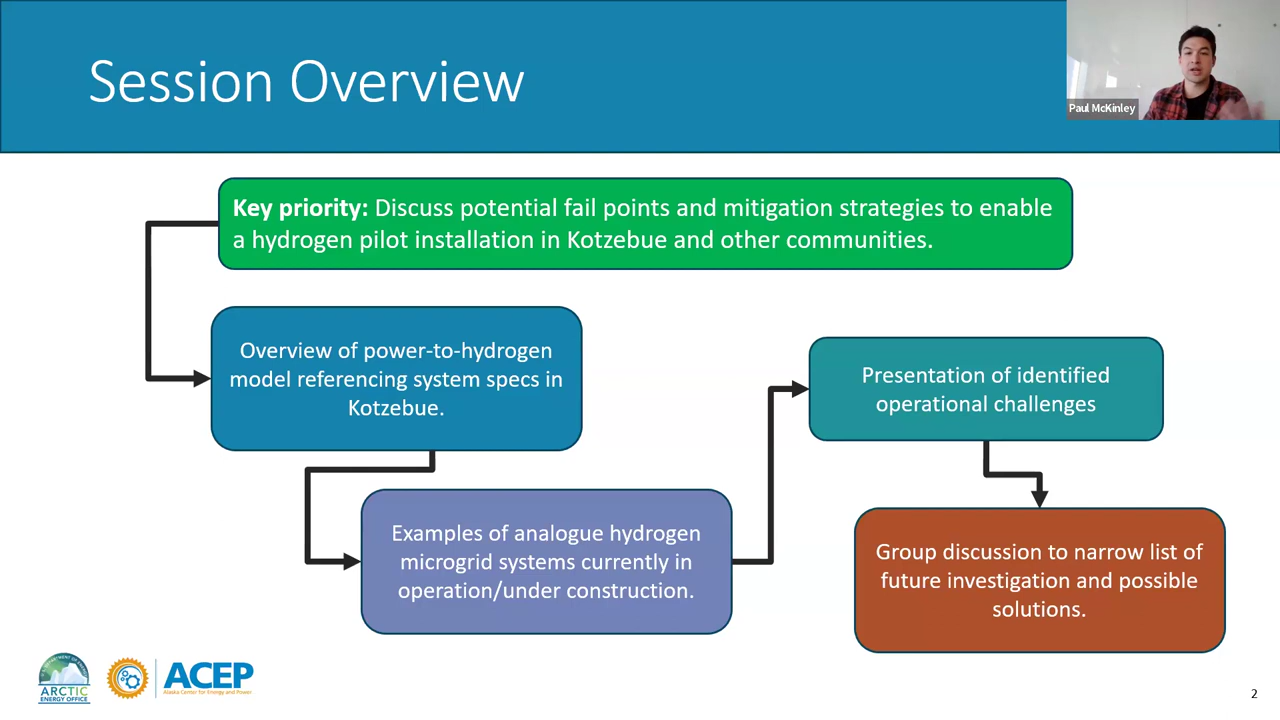 Session Overview
Paul McKinley
Key priority: Discuss potential fail points and mitigation strategies to enable
a hydrogen pilot installation in Kotzebue and other communities.
Overview of power-to-hydrogen
model referencing system specs in
Kotzebue.
Examples of analogue hydrogen
microgrid systems currently in
operation/under construction.
Presentation of identified
operational challenges
Group discussion to narrow list of
future investigation and possible
solutions.
DEPARTMENT OF ENERGY
ARCTIC
ENERGY OFFICE
ACEP
Alaska Center for Energy and Power
2